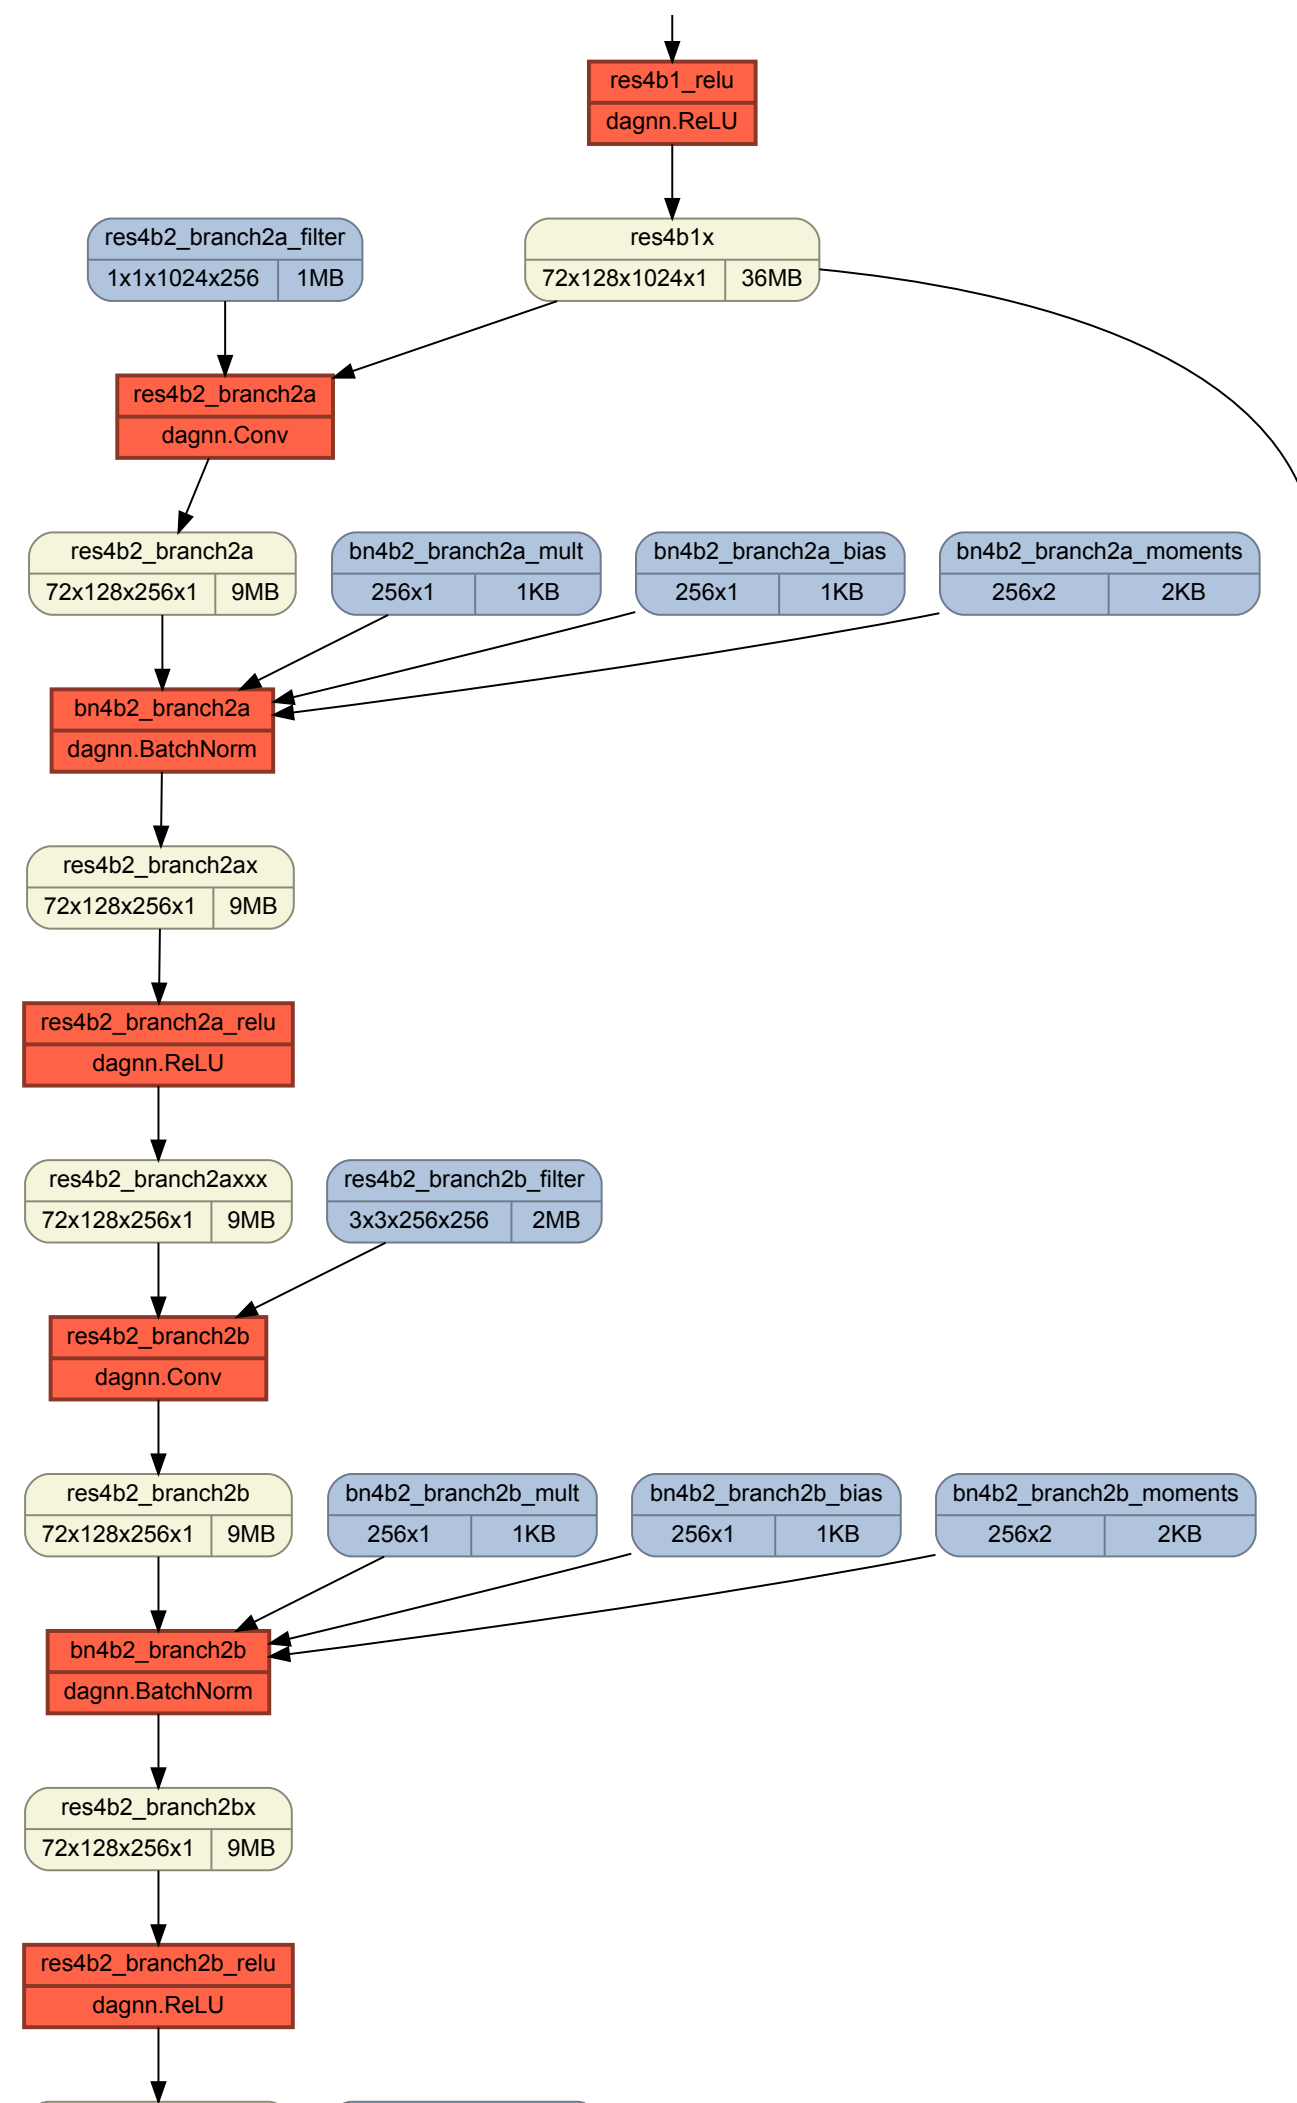 res4b1_relu
dagnn.ReLU
res4b2_branch2a_filter
1x1x1024x256 1MB
res4b1x
72x128x1024x1 36MB
res4b2_branch2a
dagnn.Conv
res4b2_branch2a
72x128x256x1 9MB
bn4b2_branch2a_mult
256x1 1KB
bn4b2_branch2a_bias
256x1 1KB
bn4b2_branch2a_moments
256x2 2KB
bn4b2_branch2a
dagnn.BatchNorm
res4b2_branch2ax
72x128x256x1 9MB
res4b2_branch2a_relu
dagnn.ReLU
res4b2_branch2axxx
72x128x256x1 9MB
res4b2_branch2b_filter
3x3x256x256 2MB
res4b2_branch2b
dagnn.Conv
res4b2_branch2b
72x128x256x1 9MB
bn4b2_branch2b_mult
256x1 1KB
bn4b2_branch2b_bias
256x1 1KB
bn4b2_branch2b_moments
256x2 2KB
bn4b2_branch2b
dagnn.BatchNorm
res4b2_branch2bx
72x128x256x1 9MB
res4b2_branch2b_relu
dagnn.ReLU